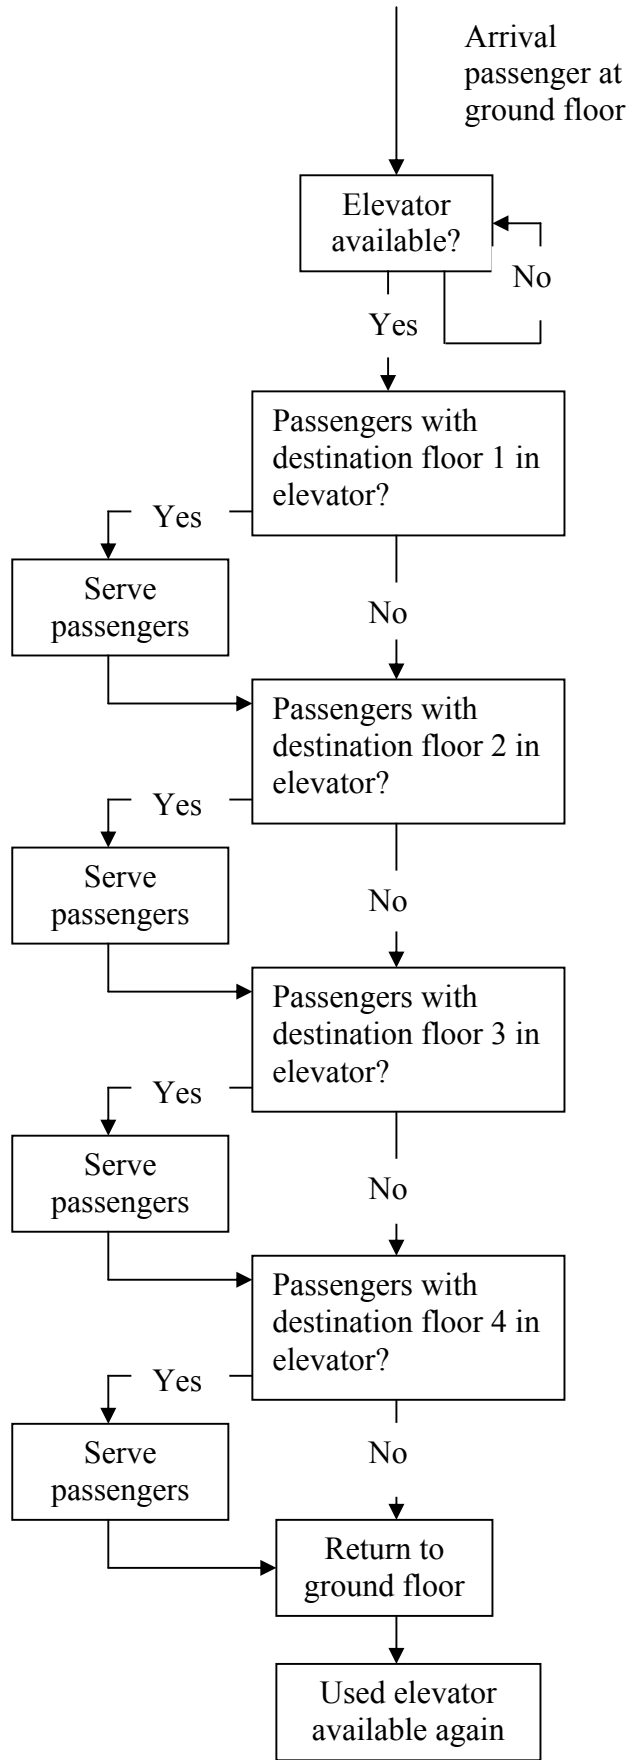 Arrival
passenger at
ground floor
Elevator
available?
No
Yes
Passengers with
destination floor 1 in
elevator?
Yes
Serve
passengers
No
Passengers with
destination floor 2 in
elevator?
Yes
Serve
passengers
No
Passengers with
destination floor 3 in
elevator?
Yes
Serve
passengers
No
Passengers with
destination floor 4 in
elevator?
Yes
Serve
passengers
No
Return to
ground floor
Used elevator
available again